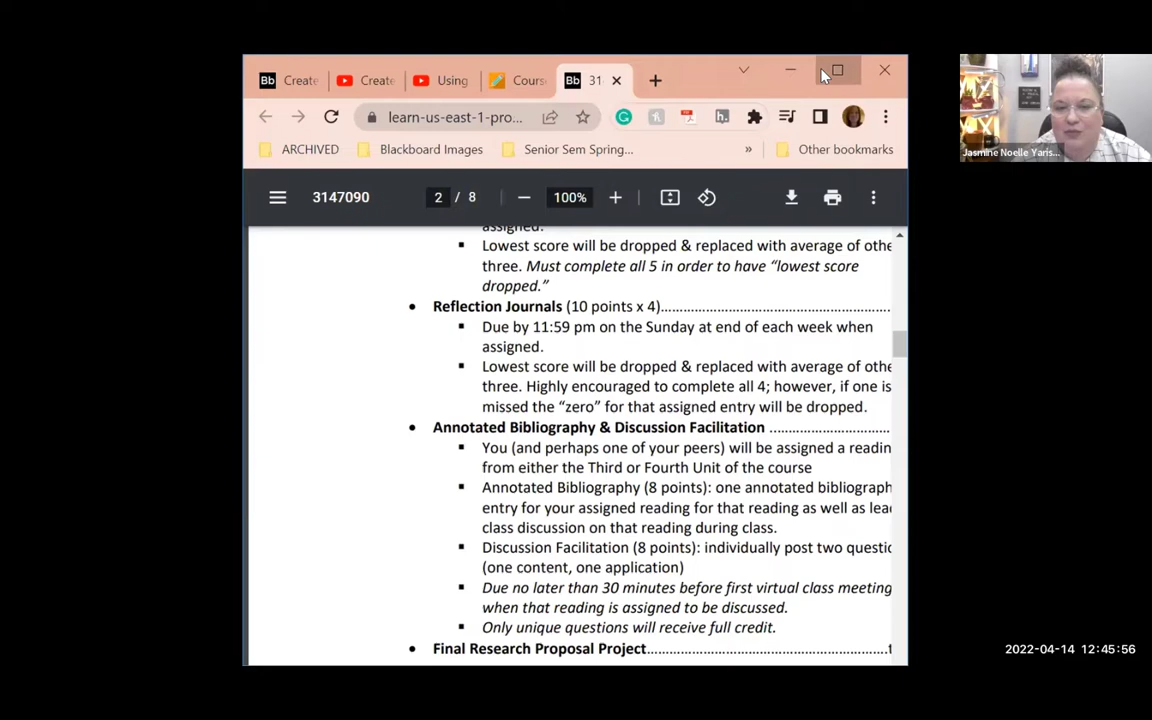 Bb Create
Create
Using
Cours
Bb 31
learn-us-east-1-pro...
ARCHIVED
Blackboard Images
Senior Sem Spring...
»
Other bookmarks
3147090
2 / 8
100%
assigned.
▪ Lowest score will be dropped & replaced with average of othe
three. Must complete all 5 in order to have “lowest score
dropped.”
• Reflection Journals (10 points x 4)..............................................
▪ Due by 11:59 pm on the Sunday at end of each week when
assigned.
▪ Lowest score will be dropped & replaced with average of othe
three. Highly encouraged to complete all 4; however, if one is
missed the “zero” for that assigned entry will be dropped.
• Annotated Bibliography & Discussion Facilitation ........................
▪ You (and perhaps one of your peers) will be assigned a readin
from either the Third or Fourth Unit of the course
▪ Annotated Bibliography (8 points): one annotated bibliograph
entry for your assigned reading for that reading as well as lea
class discussion on that reading during class.
▪ Discussion Facilitation (8 points): individually post two questio
(one content, one application)
▪ Due no later than 30 minutes before first virtual class meeting
when that reading is assigned to be discussed.
▪ Only unique questions will receive full credit.
• Final Research Proposal Project................................................t
Jasmine Noelle Yaris...
2022-04-14 12:45:56